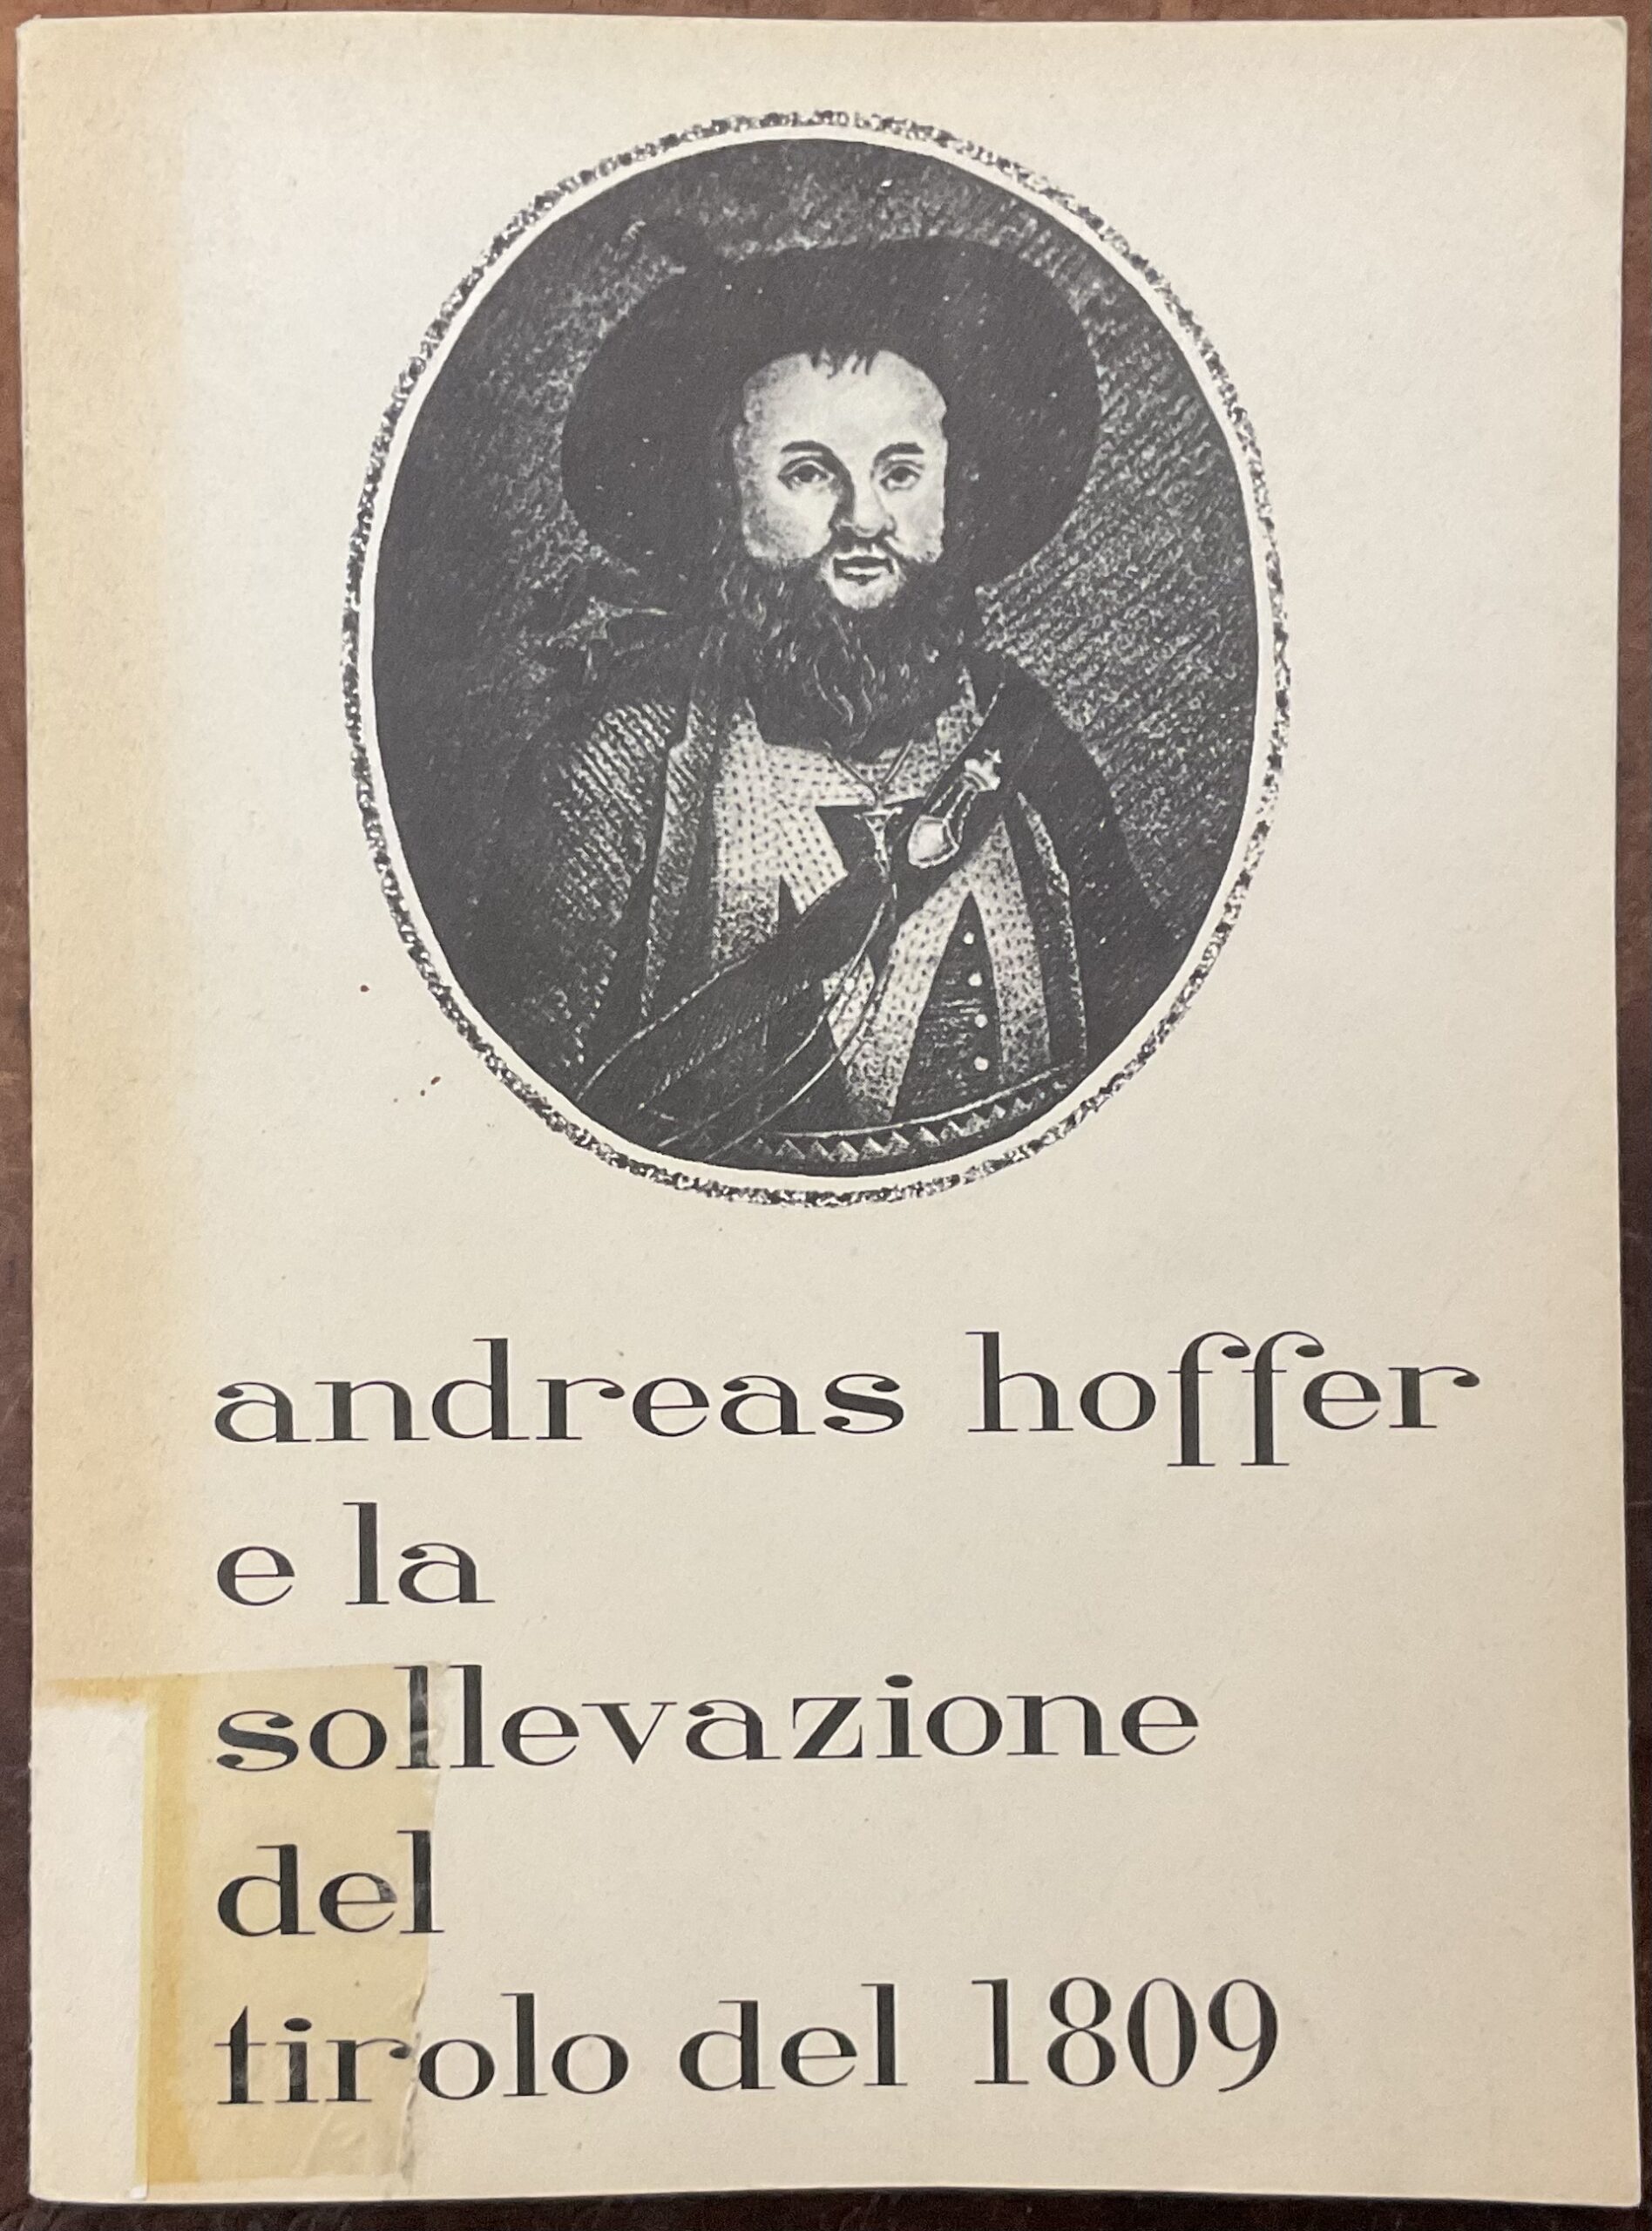 andreas hoffer
e la
sollevazione
del
tirolo del 1809